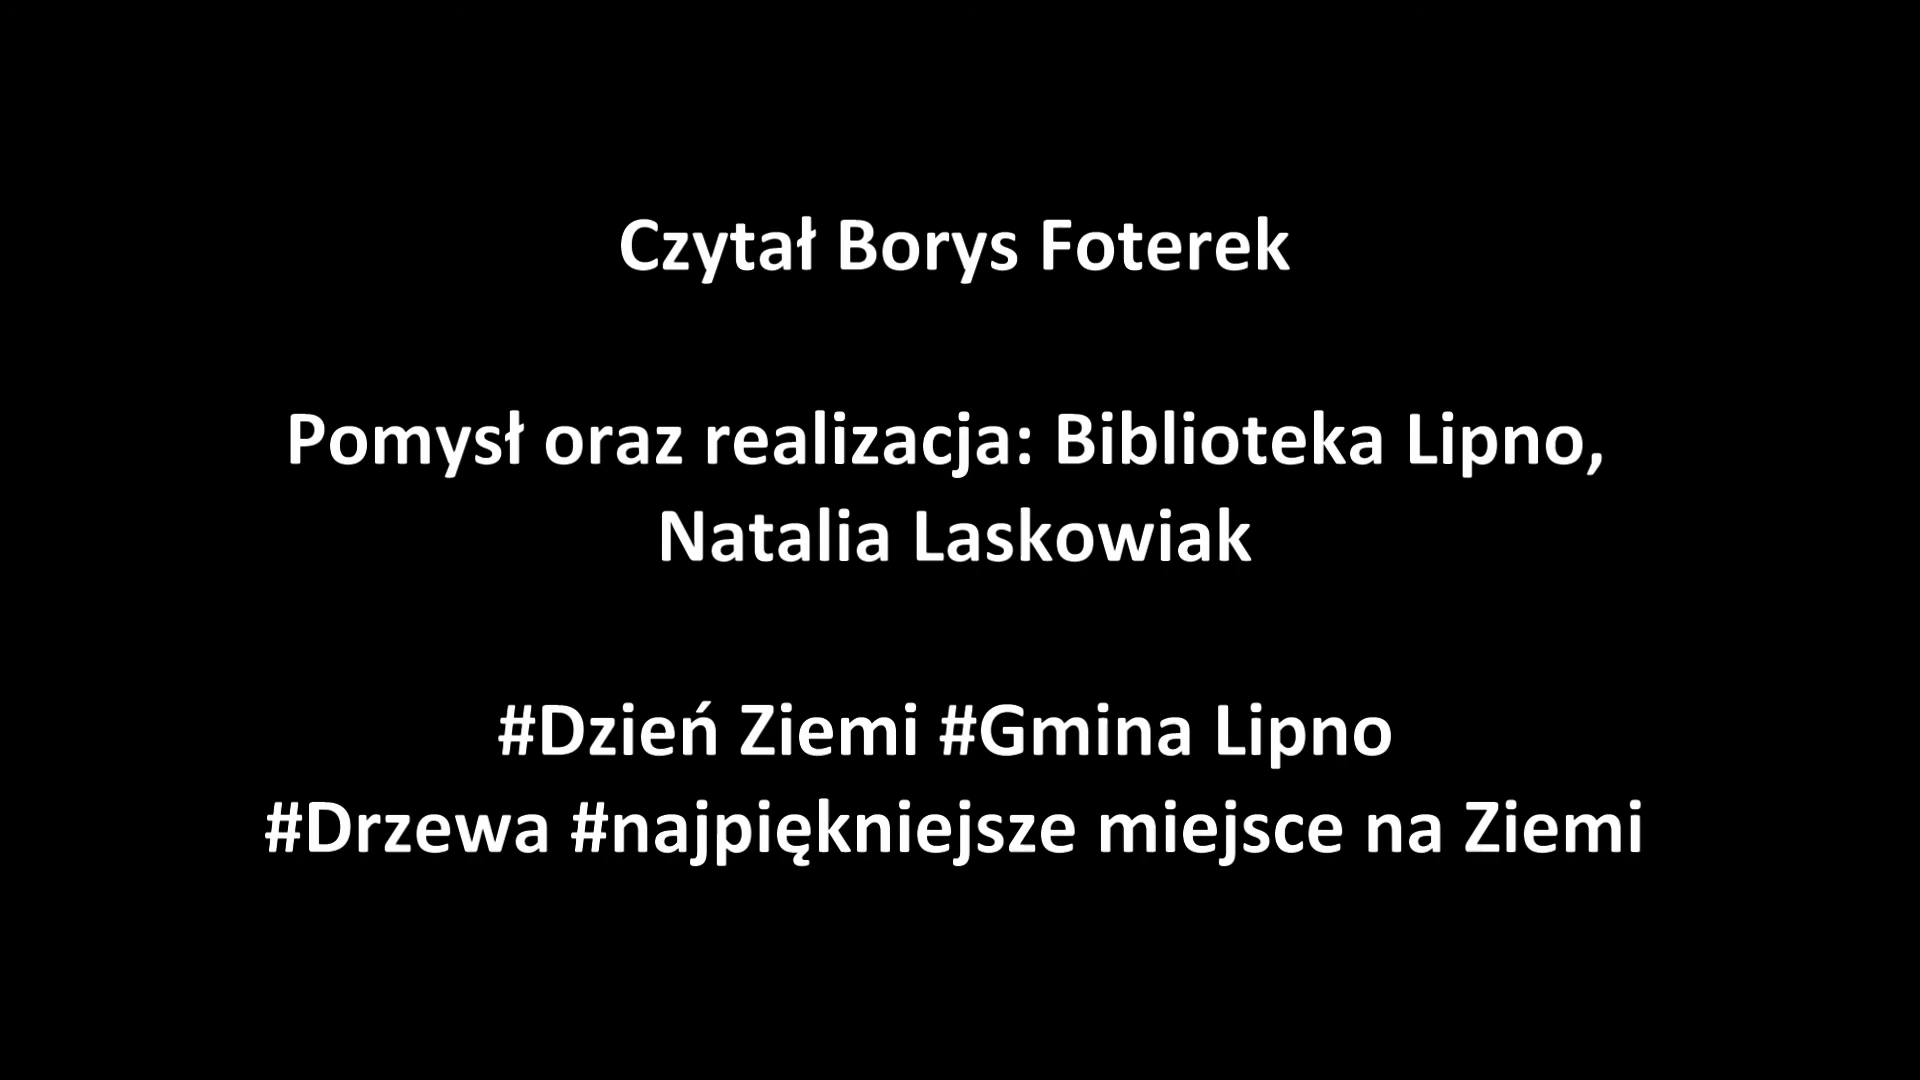 Czytał Borys Foterek
Pomysł oraz realizacja: Biblioteka Lipno,
Natalia Laskowiak
#Dzień Ziemi #Gmina Lipno
#Drzewa #najpiękniejsze miejsce na Ziemi